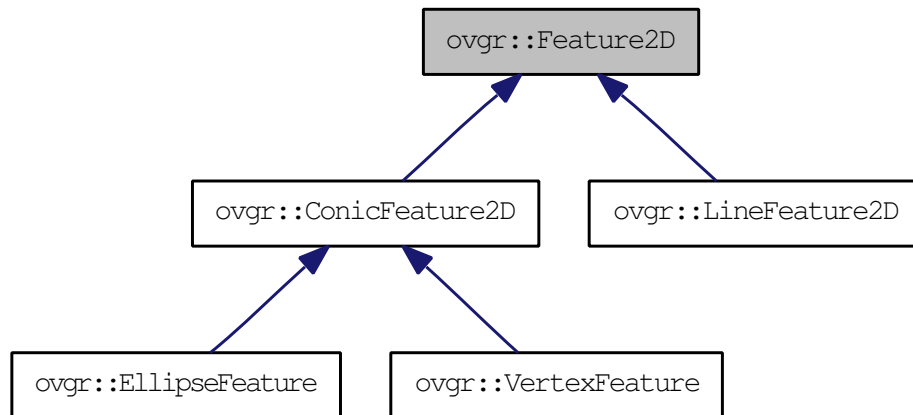 ovgr::Feature2D
ovgr::ConicFeature2D
ovgr::LineFeature2D
ovgr::EllipseFeature
ovgr::VertexFeature